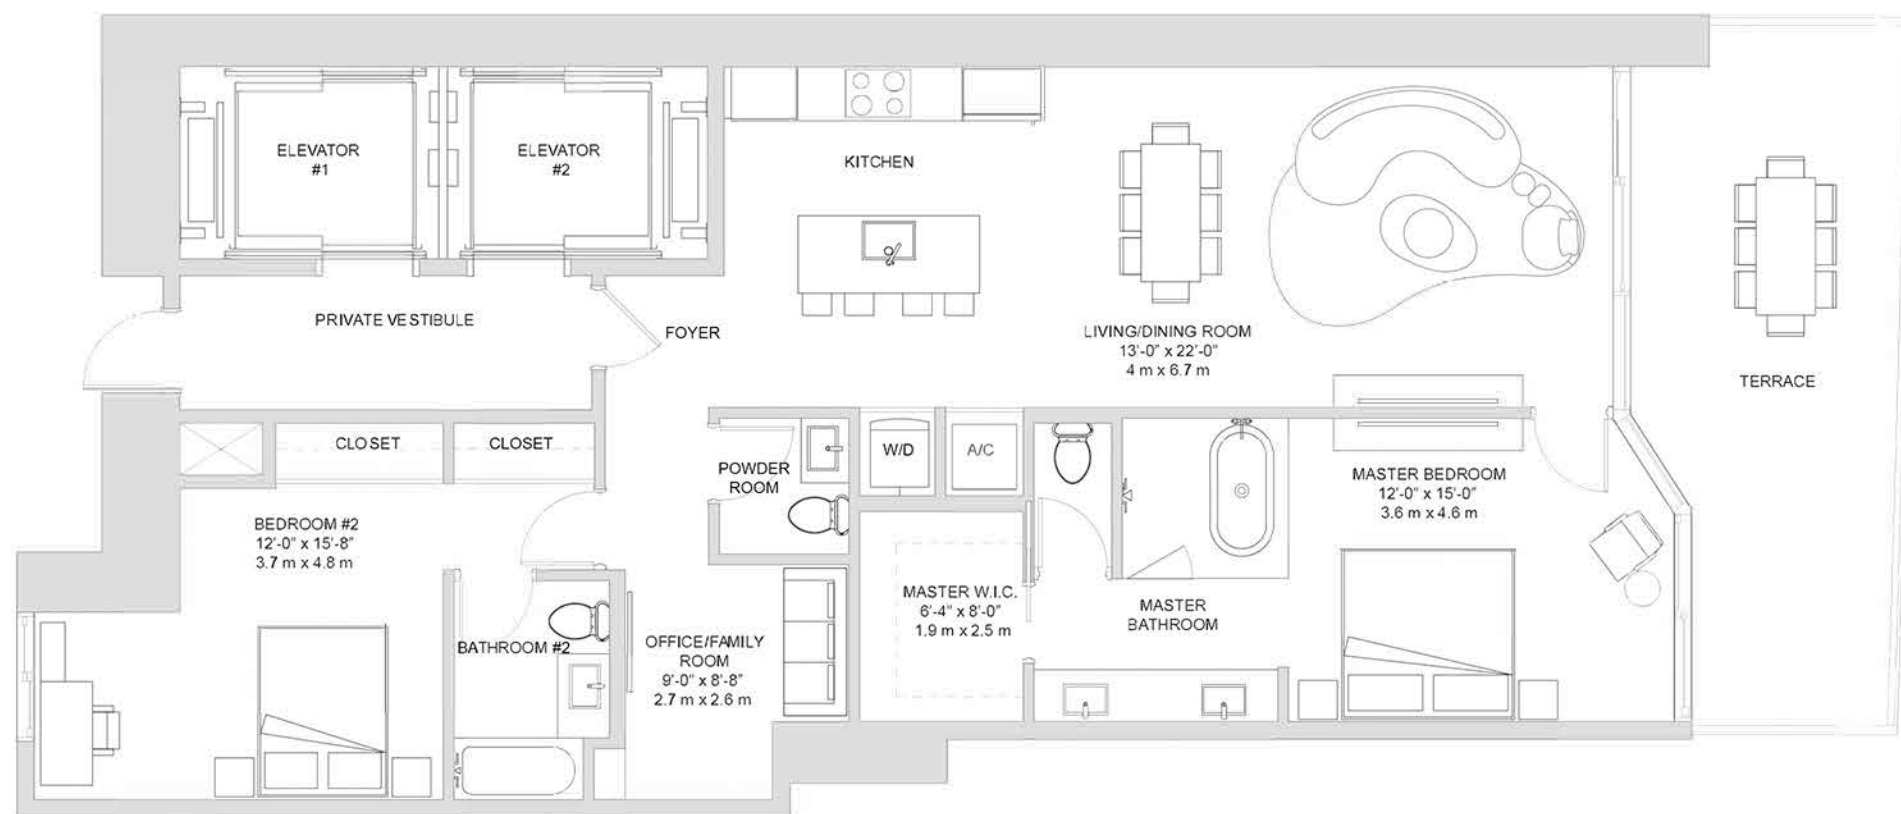 ELEVATOR
#1
ELEVATOR
#2
KITCHEN
PRIVATE VESTIBULE
FOYER
LIVING/DINING ROOM
13'-0" x 22'-0"
4 m x 6.7 m
TERRACE
CLOSET
CLOSET
POWDER
ROOM
W/D
A/C
MASTER BEDROOM
12'-0" x 15'-0"
3.6 m x 4.6 m
BEDROOM #2
12'-0" x 15'-8"
3.7 m x 4.8 m
MASTER W.I.C.
6'-4" x 8'-0"
1.9 m x 2.5 m
MASTER
BATHROOM
BATHROOM #2
OFFICE/FAMILY
ROOM
9'-0" x 8'-8"
2.7 m x 2.6 m